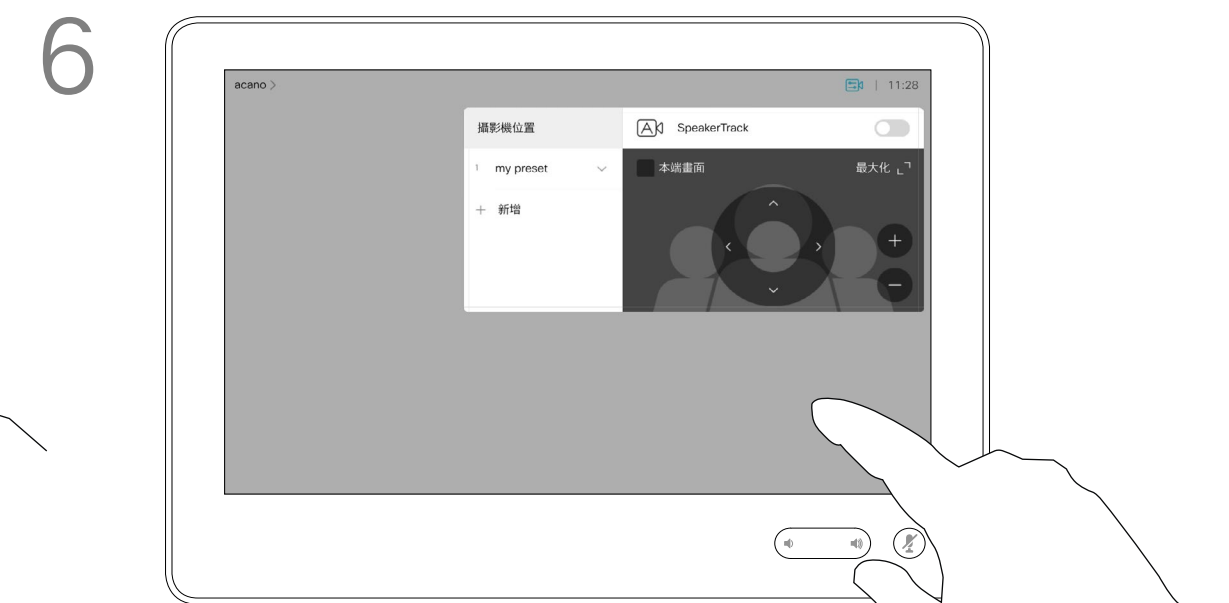 6
acano > | 11:28
攝影機位置
A SpeakerTrack
1 my preset
本端畫面
最大化
+ 新增